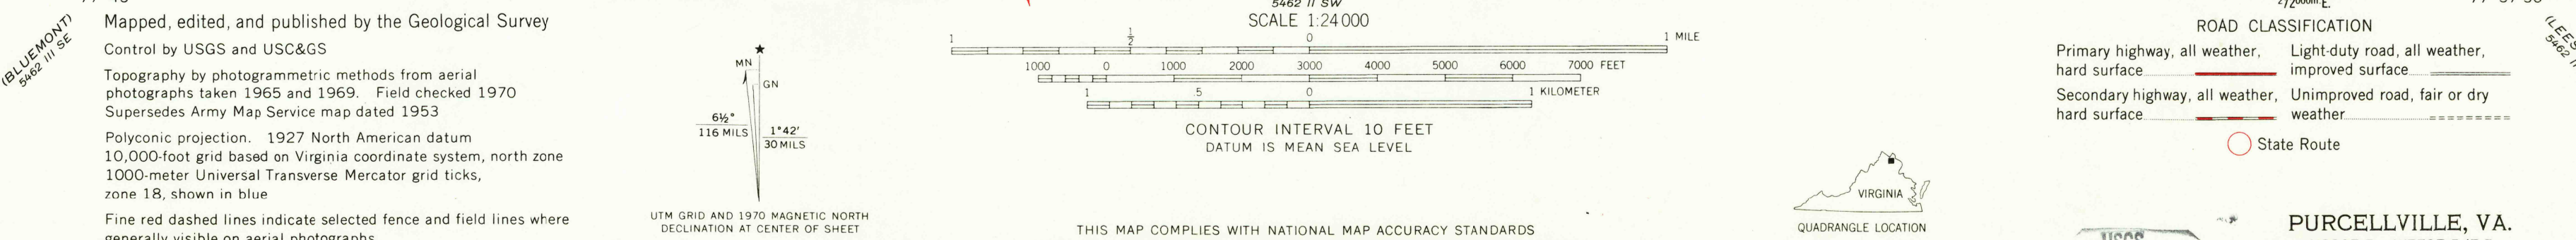 (BLUEMONT)
5462 III SE
Mapped, edited, and published by the Geological Survey
Control by USGS and USC&GS
Topography by photogrammetric methods from aerial
photographs taken 1965 and 1969. Field checked 1970
Supersedes Army Map Service map dated 1953
Polyconic projection. 1927 North American datum
10,000-foot grid based on Virginia coordinate system, north zone
1000-meter Universal Transverse Mercator grid ticks,
zone 18, shown in blue
Fine red dashed lines indicate selected fence and field lines where
generally visible on aerial photographs
★
MN
GN
6½°
116 MILS
1°42′
30 MILS
UTM GRID AND 1970 MAGNETIC NORTH
DECLINATION AT CENTER OF SHEET
5462 II SW
SCALE 1:24 000
1 ½ 0 1 MILE
1000 0 1000 2000 3000 4000 5000 6000 7000 FEET
1 .5 0 1 KILOMETER
CONTOUR INTERVAL 10 FEET
DATUM IS MEAN SEA LEVEL
THIS MAP COMPLIES WITH NATIONAL MAP ACCURACY STANDARDS
VIRGINIA
QUADRANGLE LOCATION
ROAD CLASSIFICATION
Primary highway, all weather,
hard surface
Light-duty road, all weather,
improved surface
Secondary highway, all weather,
hard surface
Unimproved road, fair or dry
weather
State Route
USGS
PURCELLVILLE, VA.